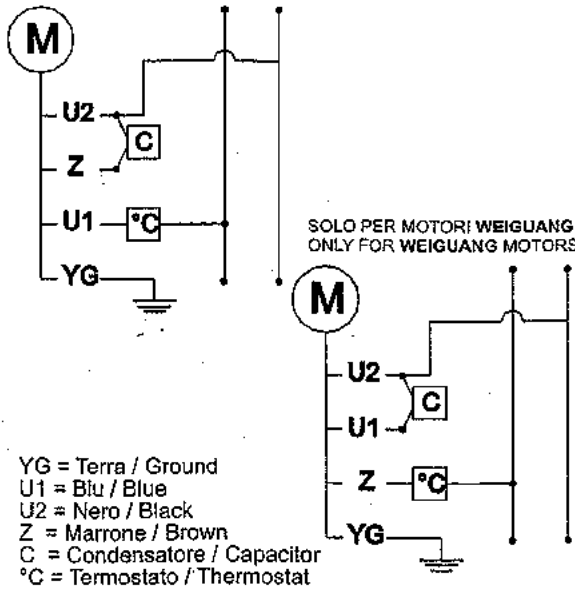 M
U2
C
Z
U1
°C
YG
SOLO PER MOTORI WEIGUANG
ONLY FOR WEIGUANG MOTORS
M
U2
C
U1
Z
°C
YG
YG = Terra / Ground
U1 = Blu / Blue
U2 = Nero / Black
Z = Marrone / Brown
C = Condensatore / Capacitor
°C = Termostato / Thermostat